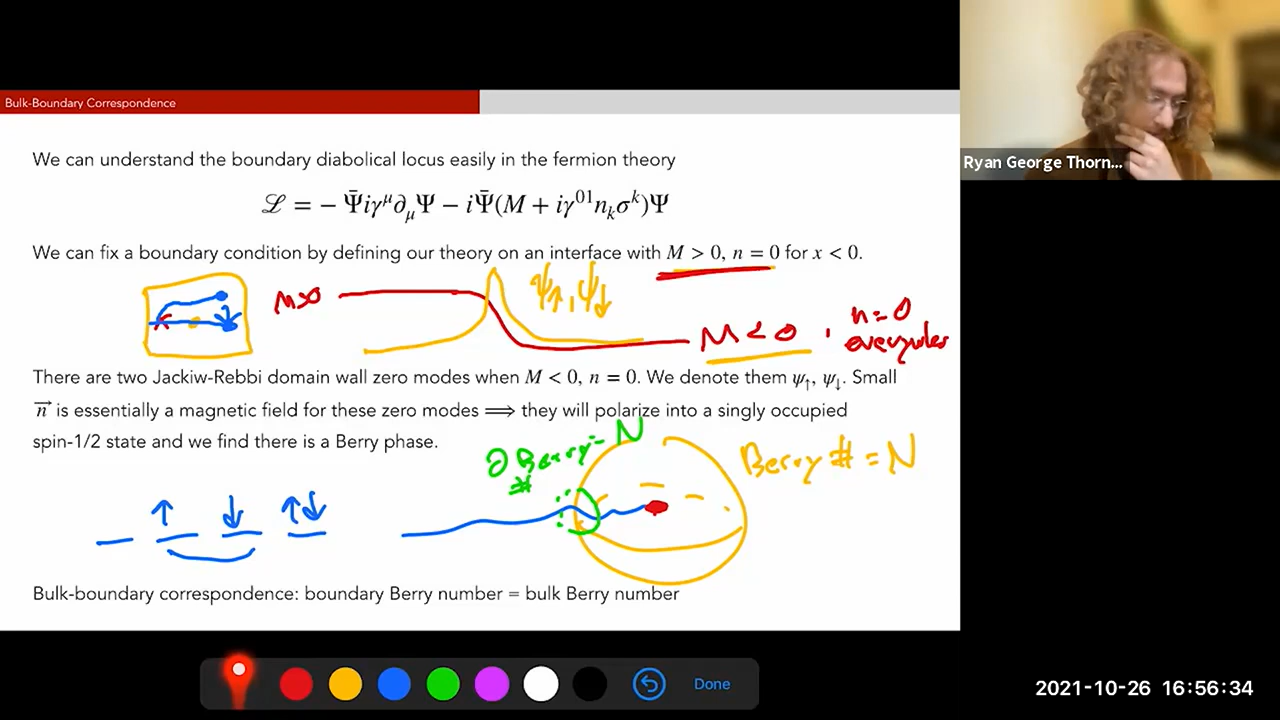 Bulk-Boundary Correspondence
Ryan George Thorn...
We can understand the boundary diabolical locus easily in the fermion theory
ℒ = − Ψ̄iγ^μ∂_μΨ − iΨ̄(M + iγ^{01}n_kσ^k)Ψ
We can fix a boundary condition by defining our theory on an interface with M > 0, n = 0 for x < 0.
M>0
ψ↑, ψ↓
M < 0 , n=0
There are two Jackiw-Rebbi domain wall zero modes when M < 0, n = 0. We denote them ψ↑, ψ↓. Small
n⃗ is essentially a magnetic field for these zero modes ⟹ they will polarize into a singly occupied
spin-1/2 state and we find there is a Berry phase.
∂ Berry # = N
Berry # = N
↑ ↓ ↑↓
Bulk-boundary correspondence: boundary Berry number = bulk Berry number
Done
2021-10-26 16:56:34